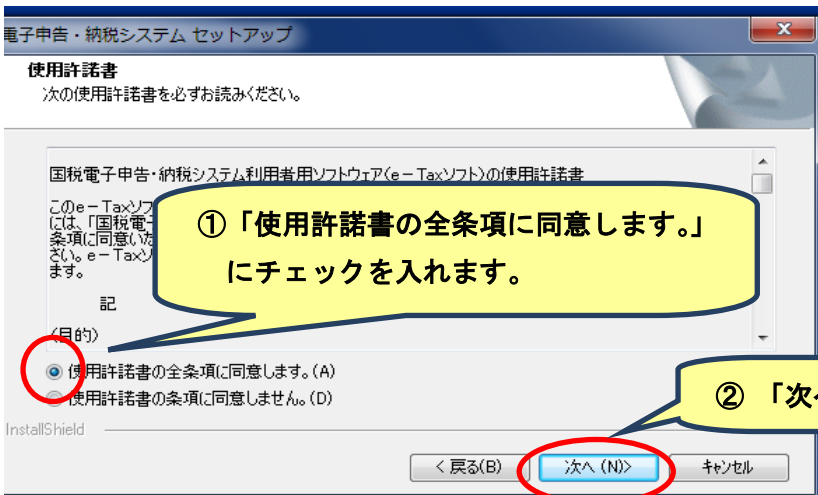 電子申告・納税システム セットアップ
使用許諾書
次の使用許諾書を必ずお読みください。
国税電子申告・納税システム利用者用ソフトウェア(e－Taxソフト)の使用許諾書
このe－Taxソフ
には、「国税電
条項に同意いた
さい。e－Taxソ
ます。
記
(目的)
①「使用許諾書の全条項に同意します。」
にチェックを入れます。
使用許諾書の全条項に同意します。(A)
使用許諾書の条項に同意しません。(D)
② 「次へ
InstallShield
< 戻る(B)
次へ (N)>
キャンセル